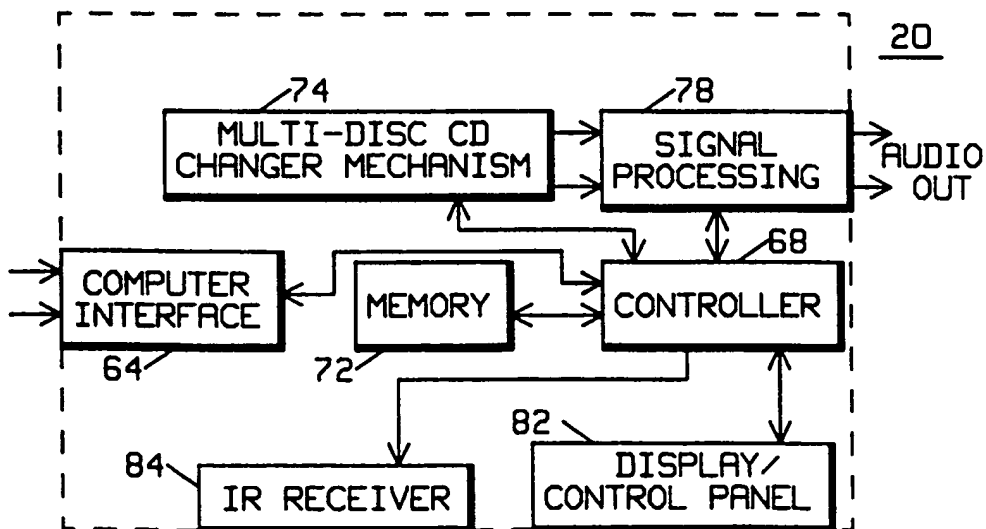 20
74
78
MULTI-DISC CD
CHANGER MECHANISM
SIGNAL
PROCESSING
AUDIO
OUT
68
COMPUTER
INTERFACE
MEMORY
CONTROLLER
64
72
82
84
IR RECEIVER
DISPLAY/
CONTROL PANEL